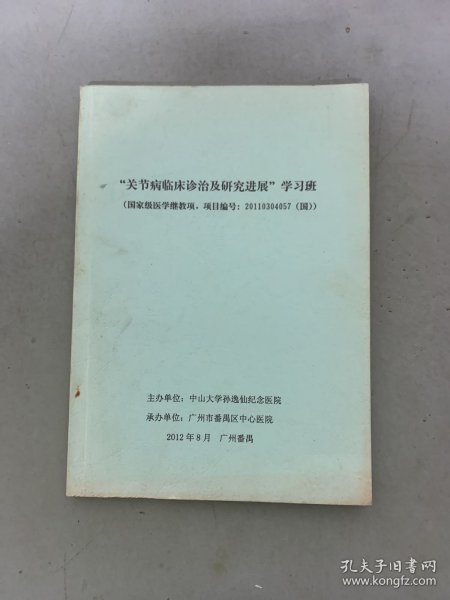 “关节病临床诊治及研究进展”学习班
（国家级医学继教项，项目编号：20110304057（国））
主办单位：中山大学孙逸仙纪念医院
承办单位：广州市番禺区中心医院
2012年8月 广州番禺
孔夫子旧书网
www.kongfz.com